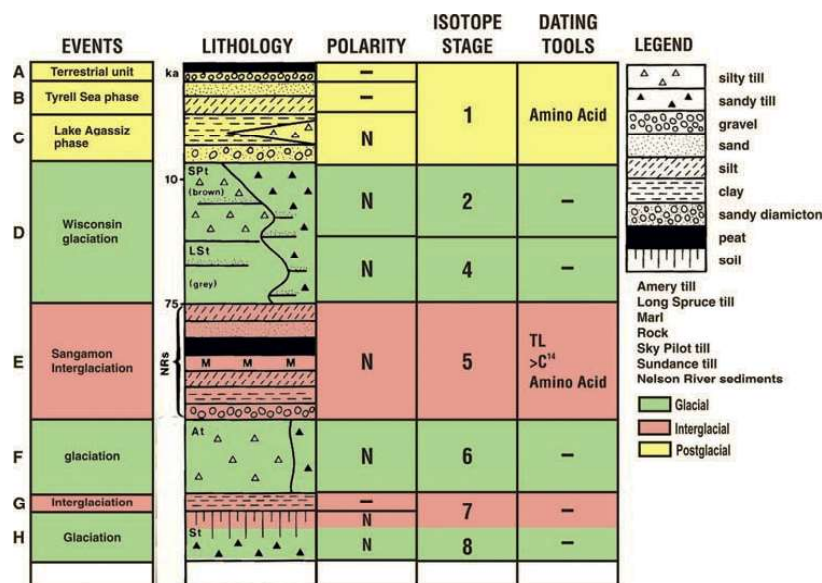 EVENTS
LITHOLOGY
POLARITY
ISOTOPE
STAGE
DATING
TOOLS
LEGEND
A
Terrestrial unit
ka
–
1
Amino Acid
B
Tyrell Sea phase
–
C
Lake Agassiz
phase
N
D
Wisconsin
glaciation
10
SPt
(brown)
N
2
–
LSt
(grey)
N
4
–
75
E
Sangamon
Interglaciation
NRs
M M M
N
5
TL
>C14
Amino Acid
F
glaciation
At
N
6
–
G
Interglaciation
–
7
–
N
H
Glaciation
St
N
8
–
silty till
sandy till
gravel
sand
silt
clay
sandy diamicton
peat
soil
Amery till
Long Spruce till
Marl
Rock
Sky Pilot till
Sundance till
Nelson River sediments
Glacial
Interglacial
Postglacial